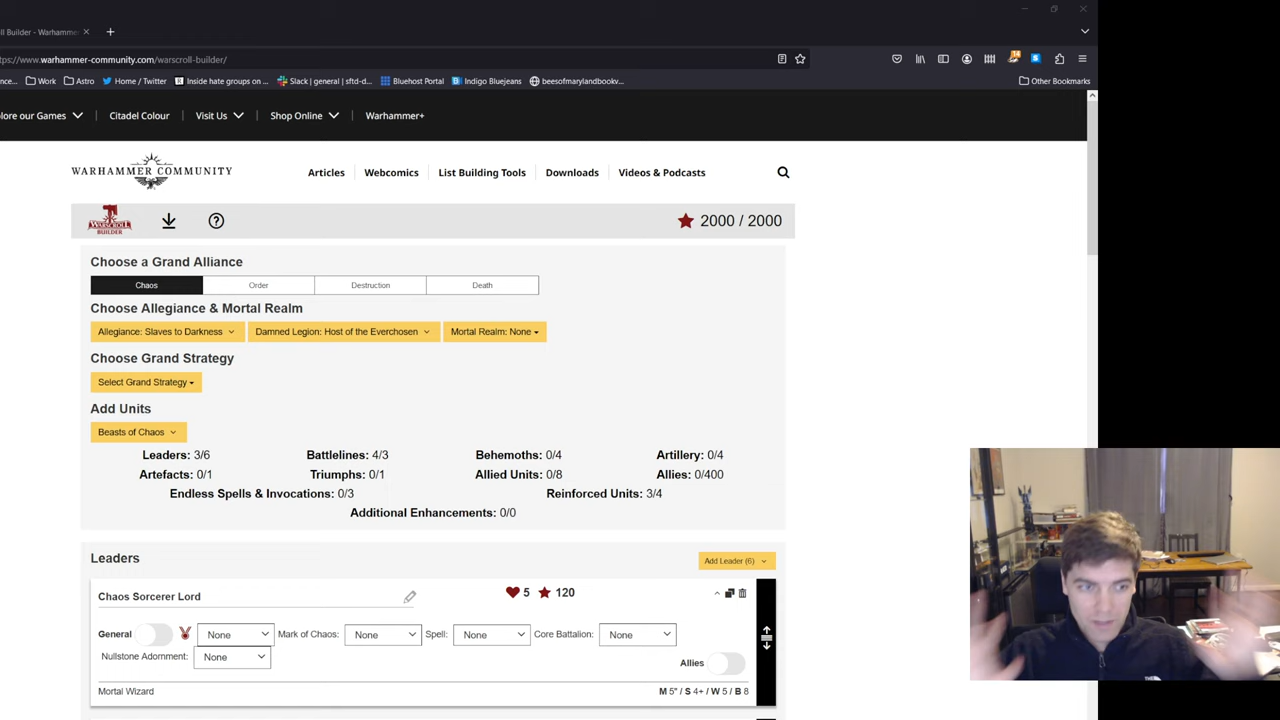 ll Builder - Warhamme
ttps://www.warhammer-community.com/warscroll-builder/
14
nce... Work Astro Home / Twitter Inside hate groups on ... Slack | general | sftd-d... Bluehost Portal Indigo Bluejeans beesofmarylandbookv... Other Bookmarks
lore our Games Citadel Colour Visit Us Shop Online Warhammer+
WARHAMMER COMMUNITY Articles Webcomics List Building Tools Downloads Videos & Podcasts
WARSCROLL BUILDER ? 2000 / 2000
Choose a Grand Alliance
Chaos Order Destruction Death
Choose Allegiance & Mortal Realm
Allegiance: Slaves to Darkness Damned Legion: Host of the Everchosen Mortal Realm: None
Choose Grand Strategy
Select Grand Strategy
Add Units
Beasts of Chaos
Leaders: 3/6 Battlelines: 4/3 Behemoths: 0/4 Artillery: 0/4
Artefacts: 0/1 Triumphs: 0/1 Allied Units: 0/8 Allies: 0/400
Endless Spells & Invocations: 0/3 Reinforced Units: 3/4
Additional Enhancements: 0/0
Leaders Add Leader (6)
Chaos Sorcerer Lord 5 120
General None Mark of Chaos: None Spell: None Core Battalion: None
Nullstone Adornment: None
Allies
Mortal Wizard M 5" / S 4+ / W 5 / B 8